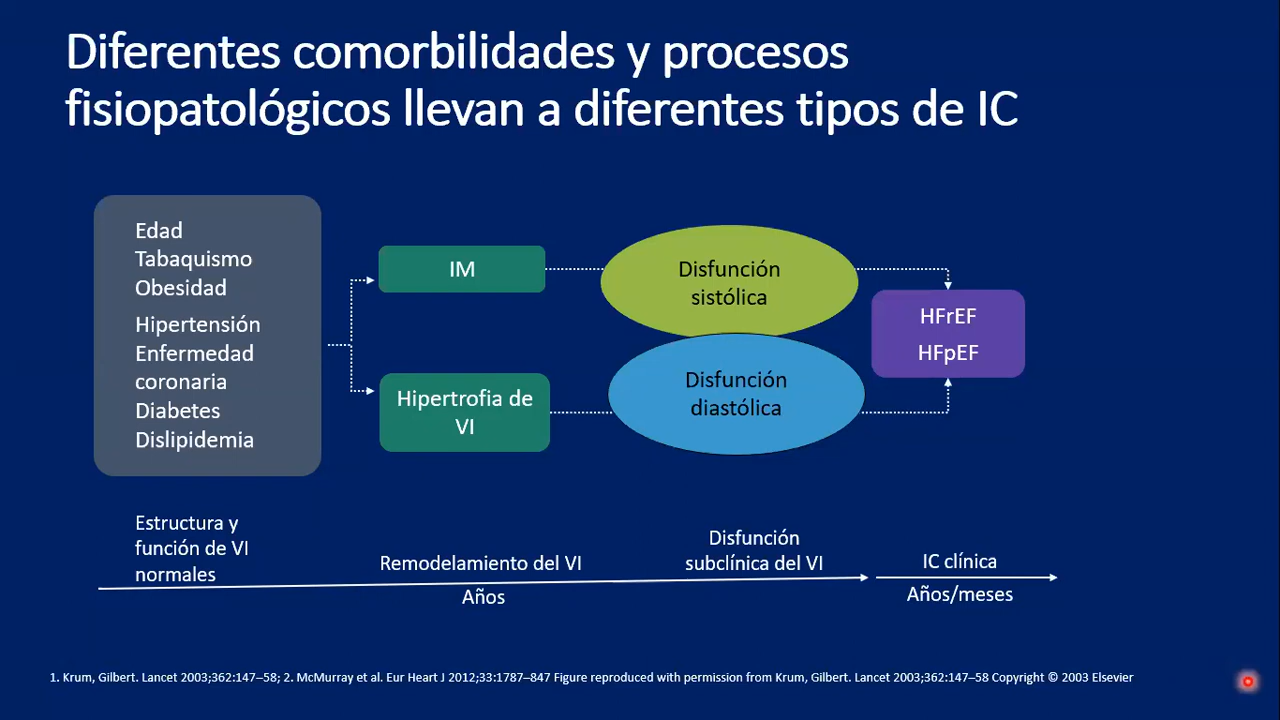 Diferentes comorbilidades y procesos
fisiopatológicos llevan a diferentes tipos de IC
Edad
Tabaquismo
Obesidad
Hipertensión
Enfermedad
coronaria
Diabetes
Dislipidemia
IM
Hipertrofia de
VI
Disfunción
sistólica
Disfunción
diastólica
HFrEF
HFpEF
Estructura y
función de VI
normales
Remodelamiento del VI
Años
Disfunción
subclínica del VI
IC clínica
Años/meses
1. Krum, Gilbert. Lancet 2003;362:147–58; 2. McMurray et al. Eur Heart J 2012;33:1787–847 Figure reproduced with permission from Krum, Gilbert. Lancet 2003;362:147–58 Copyright © 2003 Elsevier